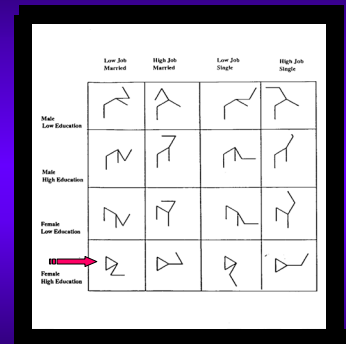 Low Job
Married
High Job
Married
Low Job
Single
High Job
Single
Male
Low Education
Male
High Education
Female
Low Education
Female
High Education